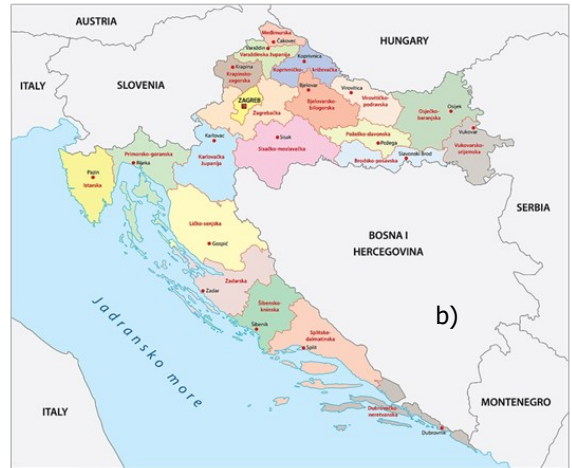 AUSTRIA
HUNGARY
ITALY
SLOVENIA
Međimurska
Čakovec
Varaždin
Varaždinska županija
Krapina
Krapinsko-
zagorska
Koprivnica
Koprivničko-
križevačka
ZAGREB
Zagrebačka
Bjelovar
Bjelovarsko-
bilogorska
Virovitica
Virovitičko-
podravska
Osječko-
baranjska
Osijek
Vukovar
Vukovarsko-
srijemska
Požeško-slavonska
Požega
Slavonski Brod
Brodsko-posavska
Sisak
Sisačko-moslavačka
Karlovac
Karlovačka
županija
Primorsko-goranska
Rijeka
Pazin
Istarska
SERBIA
BOSNA I
HERCEGOVINA
Ličko-senjska
Gospić
Zadarska
Zadar
Šibensko-
kninska
Šibenik
Splitsko-
dalmatinska
Split
b)
Jadransko more
Dubrovačko-
neretvanska
Dubrovnik
MONTENEGRO
ITALY